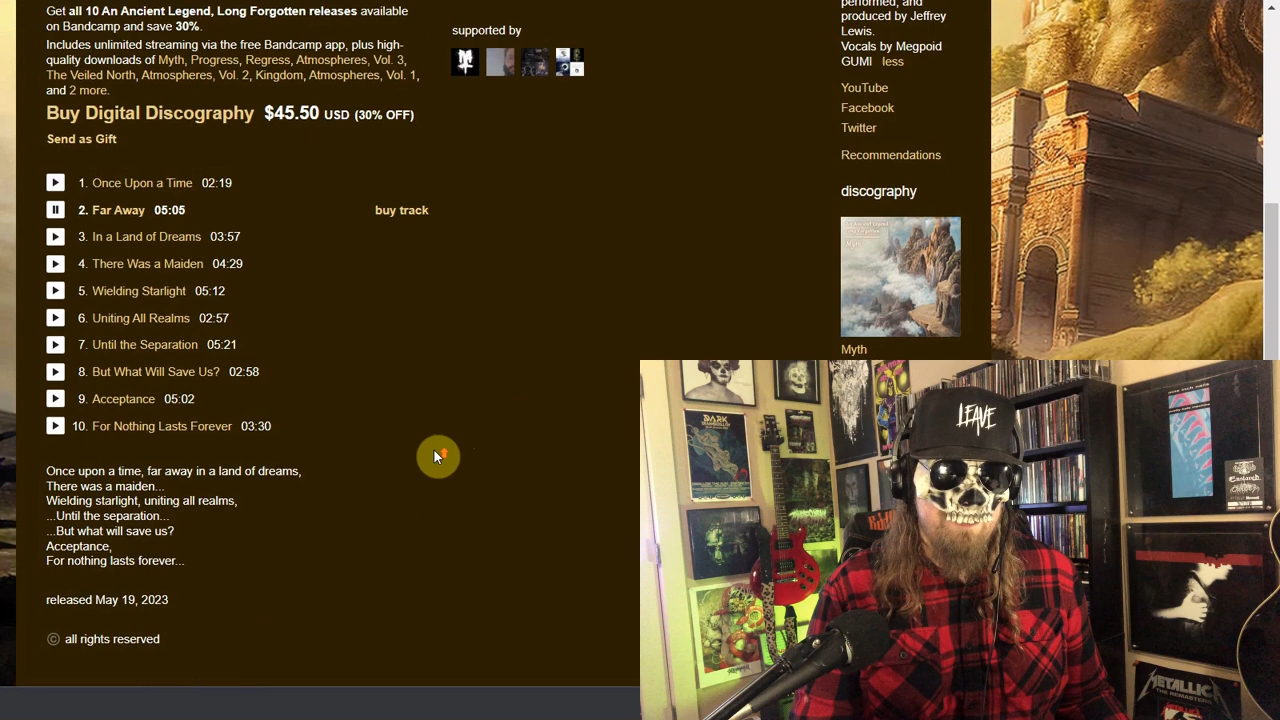 Get all 10 An Ancient Legend, Long Forgotten releases available
on Bandcamp and save 30%.
Includes unlimited streaming via the free Bandcamp app, plus high-
quality downloads of Myth, Progress, Regress, Atmospheres, Vol. 3,
The Veiled North, Atmospheres, Vol. 2, Kingdom, Atmospheres, Vol. 1,
and 2 more.
Buy Digital Discography $45.50 USD (30% OFF)
Send as Gift
1. Once Upon a Time 02:19
2. Far Away 05:05 buy track
3. In a Land of Dreams 03:57
4. There Was a Maiden 04:29
5. Wielding Starlight 05:12
6. Uniting All Realms 02:57
7. Until the Separation 05:21
8. But What Will Save Us? 02:58
9. Acceptance 05:02
10. For Nothing Lasts Forever 03:30
Once upon a time, far away in a land of dreams,
There was a maiden...
Wielding starlight, uniting all realms,
...Until the separation...
...But what will save us?
Acceptance,
For nothing lasts forever...
released May 19, 2023
© all rights reserved
supported by
performed, and
produced by Jeffrey
Lewis.
Vocals by Megpoid
GUMI less
YouTube
Facebook
Twitter
Recommendations
discography
Myth
Myth
LEAVE
DARK
Enslaved
METALLICA
THE REMASTERED